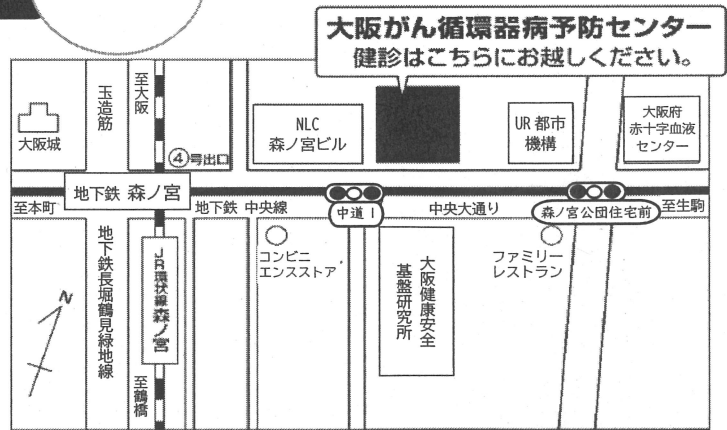 大阪がん循環器病予防センター
健診はこちらにお越しください。
玉造筋
至大阪
大阪城
④号出口
NLC
森ノ宮ビル
UR都市
機構
大阪府
赤十字血液
センター
地下鉄 森ノ宮
至本町
地下鉄 中央線
中道1
中央大通り
森ノ宮公団住宅前
至生駒
地下鉄長堀鶴見緑地線
JR環状線 森ノ宮
コンビニ
エンスストア
大阪健康安全
基盤研究所
ファミリー
レストラン
N
至鶴橋